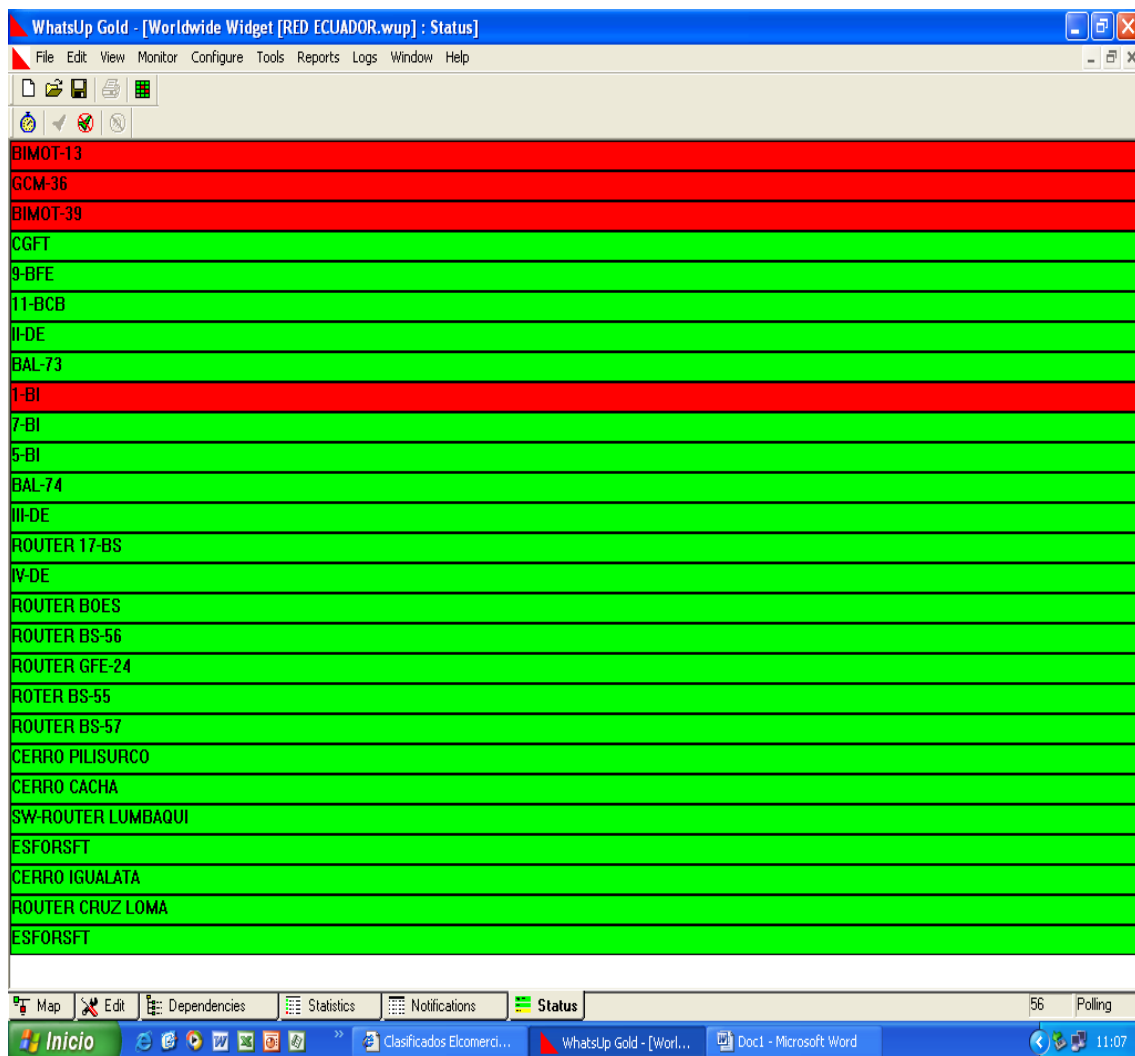 WhatsUp Gold - [Worldwide Widget [RED ECUADOR.wup] : Status]
File Edit View Monitor Configure Tools Reports Logs Window Help
BIMOT-13
GCM-36
BIMOT-39
CGFT
9-BFE
11-BCB
II-DE
BAL-73
1-BI
7-BI
5-BI
BAL-74
III-DE
ROUTER 17-BS
IV-DE
ROUTER BOES
ROUTER BS-56
ROUTER GFE-24
ROTER BS-55
ROUTER BS-57
CERRO PILISURCO
CERRO CACHA
SW-ROUTER LUMBAQUI
ESFORSFT
CERRO IGUALATA
ROUTER CRUZ LOMA
ESFORSFT
Map Edit Dependencies Statistics Notifications Status 56 Polling
Inicio Clasificados Elcomerci... WhatsUp Gold - [Worl... Doc1 - Microsoft Word 11:07